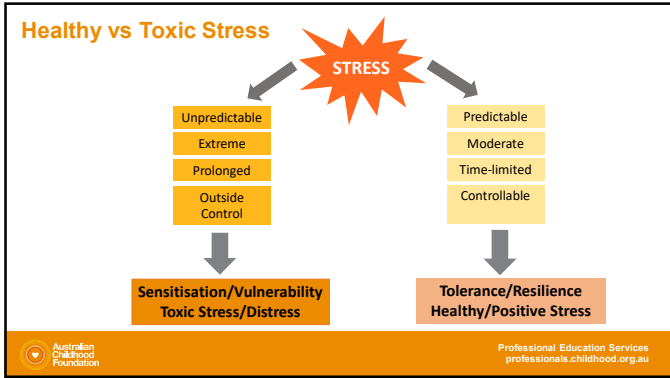 Healthy vs Toxic Stress
STRESS
Unpredictable
Extreme
Prolonged
Outside
Control
Sensitisation/Vulnerability
Toxic Stress/Distress
Predictable
Moderate
Time-limited
Controllable
Tolerance/Resilience
Healthy/Positive Stress
Australian
Childhood
Foundation
Professional Education Services
professionals.childhood.org.au